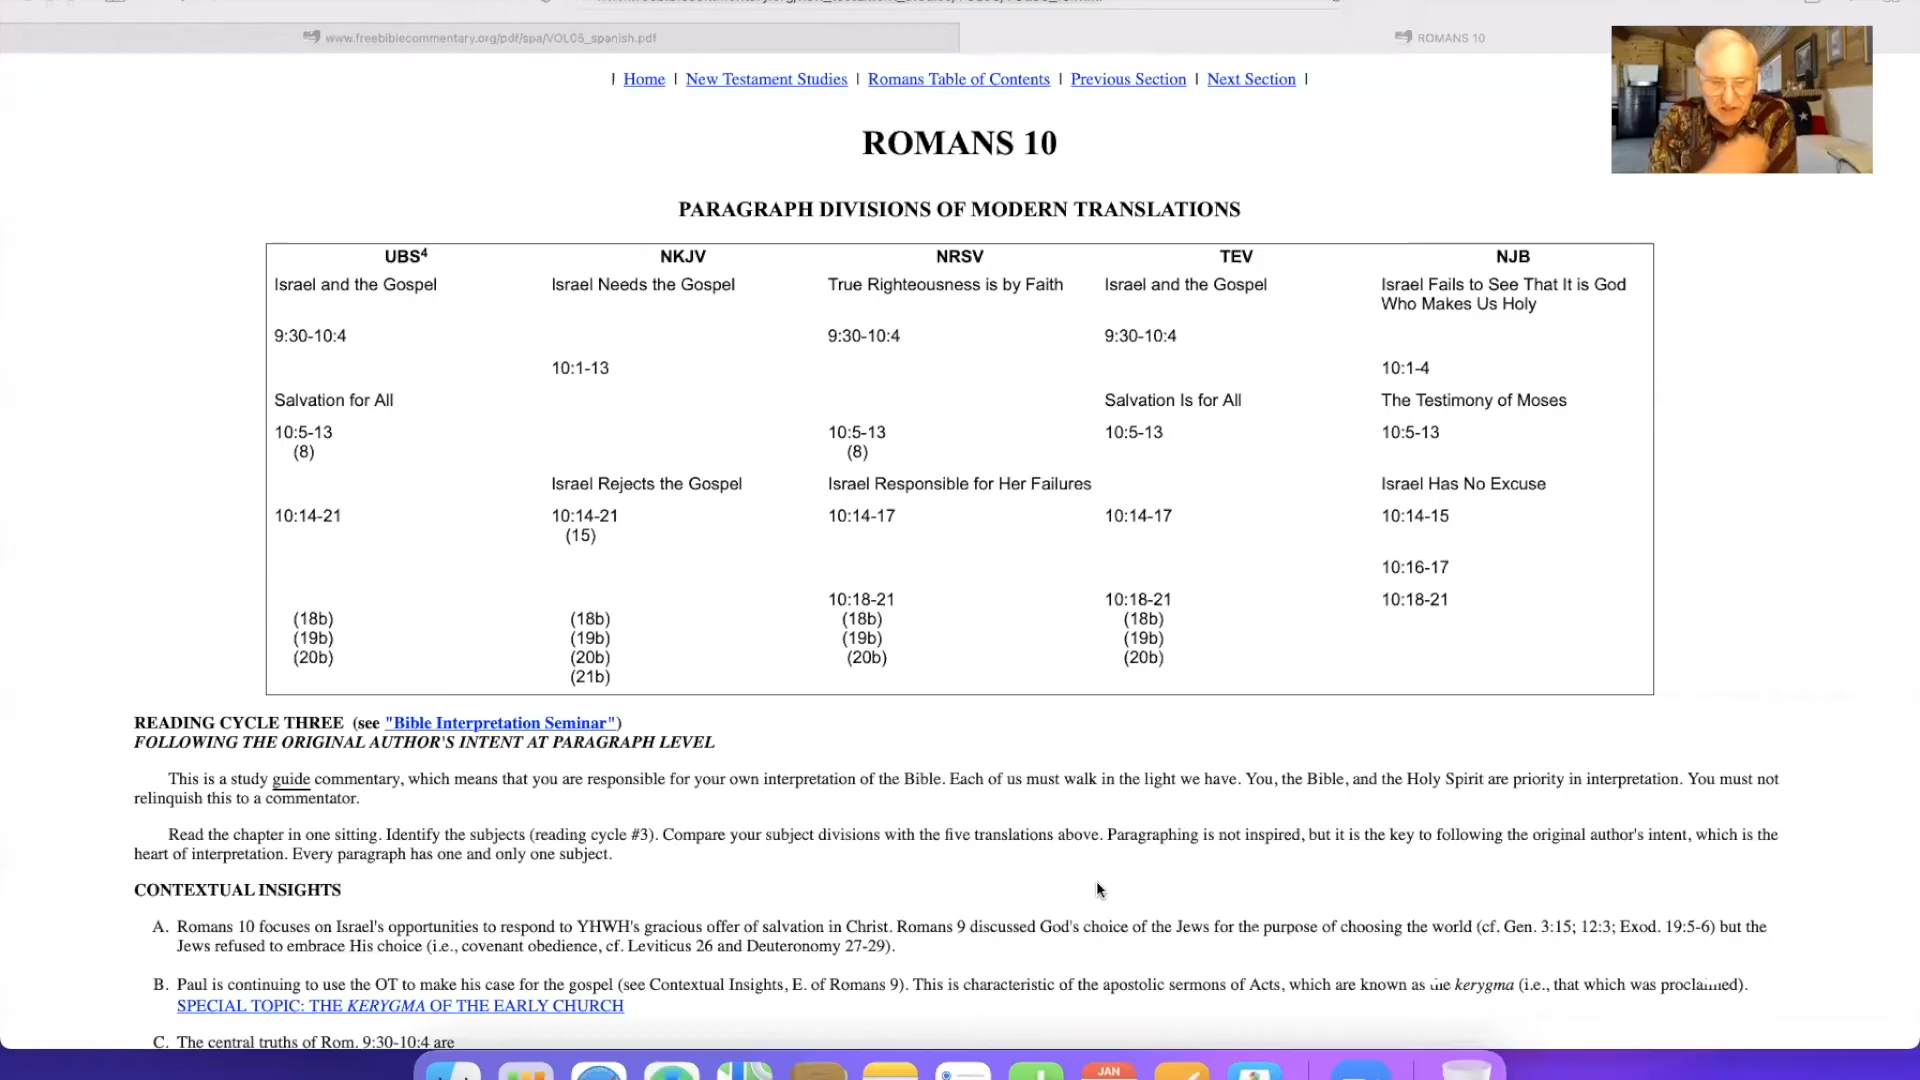 www.freebiblecommentary.org/pdf/spa/VOL05_spanish.pdf
ROMANS 10
| Home | New Testament Studies | Romans Table of Contents | Previous Section | Next Section |
ROMANS 10
PARAGRAPH DIVISIONS OF MODERN TRANSLATIONS
UBS⁴ NKJV NRSV TEV NJB
Israel and the Gospel Israel Needs the Gospel True Righteousness is by Faith Israel and the Gospel Israel Fails to See That It is God
Who Makes Us Holy
9:30-10:4 9:30-10:4 9:30-10:4
10:1-13 10:1-4
Salvation for All Salvation Is for All The Testimony of Moses
10:5-13 10:5-13 10:5-13 10:5-13
(8) (8)
Israel Rejects the Gospel Israel Responsible for Her Failures Israel Has No Excuse
10:14-21 10:14-21 10:14-17 10:14-17 10:14-15
(15)
10:16-17
10:18-21 10:18-21 10:18-21
(18b) (18b) (18b) (18b)
(19b) (19b) (19b) (19b)
(20b) (20b) (20b) (20b)
(21b)
READING CYCLE THREE (see "Bible Interpretation Seminar")
FOLLOWING THE ORIGINAL AUTHOR'S INTENT AT PARAGRAPH LEVEL
This is a study guide commentary, which means that you are responsible for your own interpretation of the Bible. Each of us must walk in the light we have. You, the Bible, and the Holy Spirit are priority in interpretation. You must not
relinquish this to a commentator.
Read the chapter in one sitting. Identify the subjects (reading cycle #3). Compare your subject divisions with the five translations above. Paragraphing is not inspired, but it is the key to following the original author's intent, which is the
heart of interpretation. Every paragraph has one and only one subject.
CONTEXTUAL INSIGHTS
A. Romans 10 focuses on Israel's opportunities to respond to YHWH's gracious offer of salvation in Christ. Romans 9 discussed God's choice of the Jews for the purpose of choosing the world (cf. Gen. 3:15; 12:3; Exod. 19:5-6) but the
Jews refused to embrace His choice (i.e., covenant obedience, cf. Leviticus 26 and Deuteronomy 27-29).
B. Paul is continuing to use the OT to make his case for the gospel (see Contextual Insights, E. of Romans 9). This is characteristic of the apostolic sermons of Acts, which are known as the kerygma (i.e., that which was proclaimed).
SPECIAL TOPIC: THE KERYGMA OF THE EARLY CHURCH
C. The central truths of Rom. 9:30-10:4 are
JAN